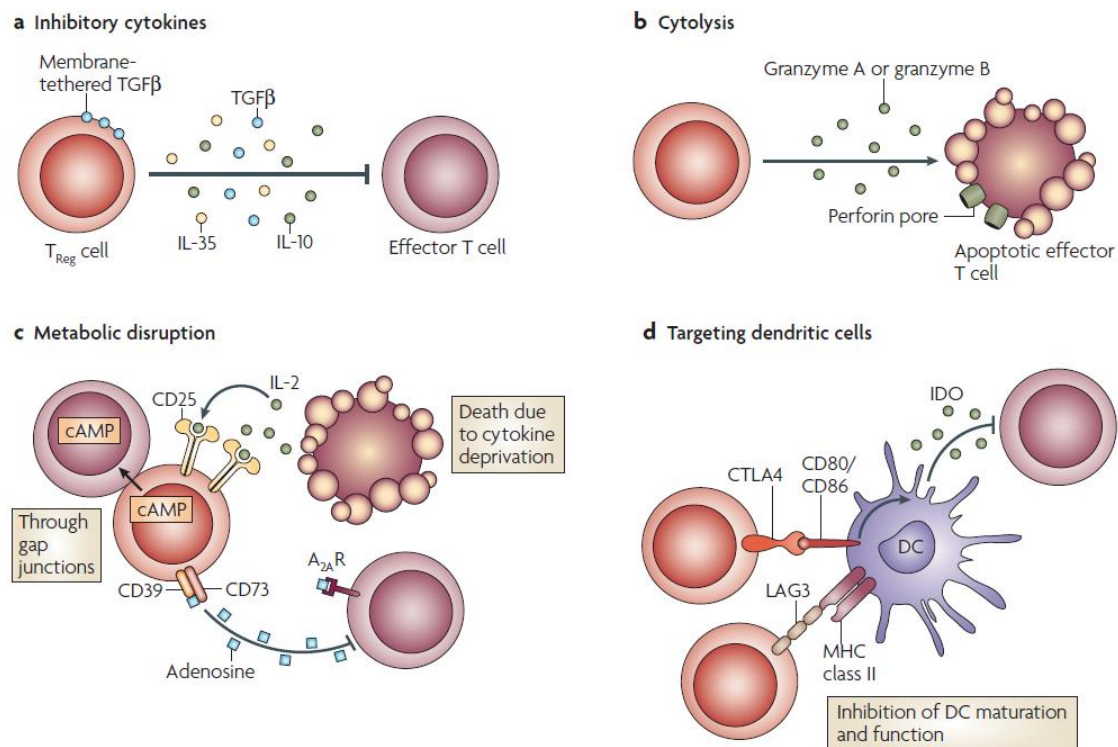 a Inhibitory cytokines
Membrane-
tethered TGFβ
TGFβ
IL-35
IL-10
T_Reg cell
Effector T cell
b Cytolysis
Granzyme A or granzyme B
Perforin pore
Apoptotic effector
T cell
c Metabolic disruption
IL-2
CD25
cAMP
Death due
to cytokine
deprivation
cAMP
Through
gap
junctions
A2AR
CD39
CD73
Adenosine
d Targeting dendritic cells
IDO
CD80/
CD86
CTLA4
DC
LAG3
MHC
class II
Inhibition of DC maturation
and function